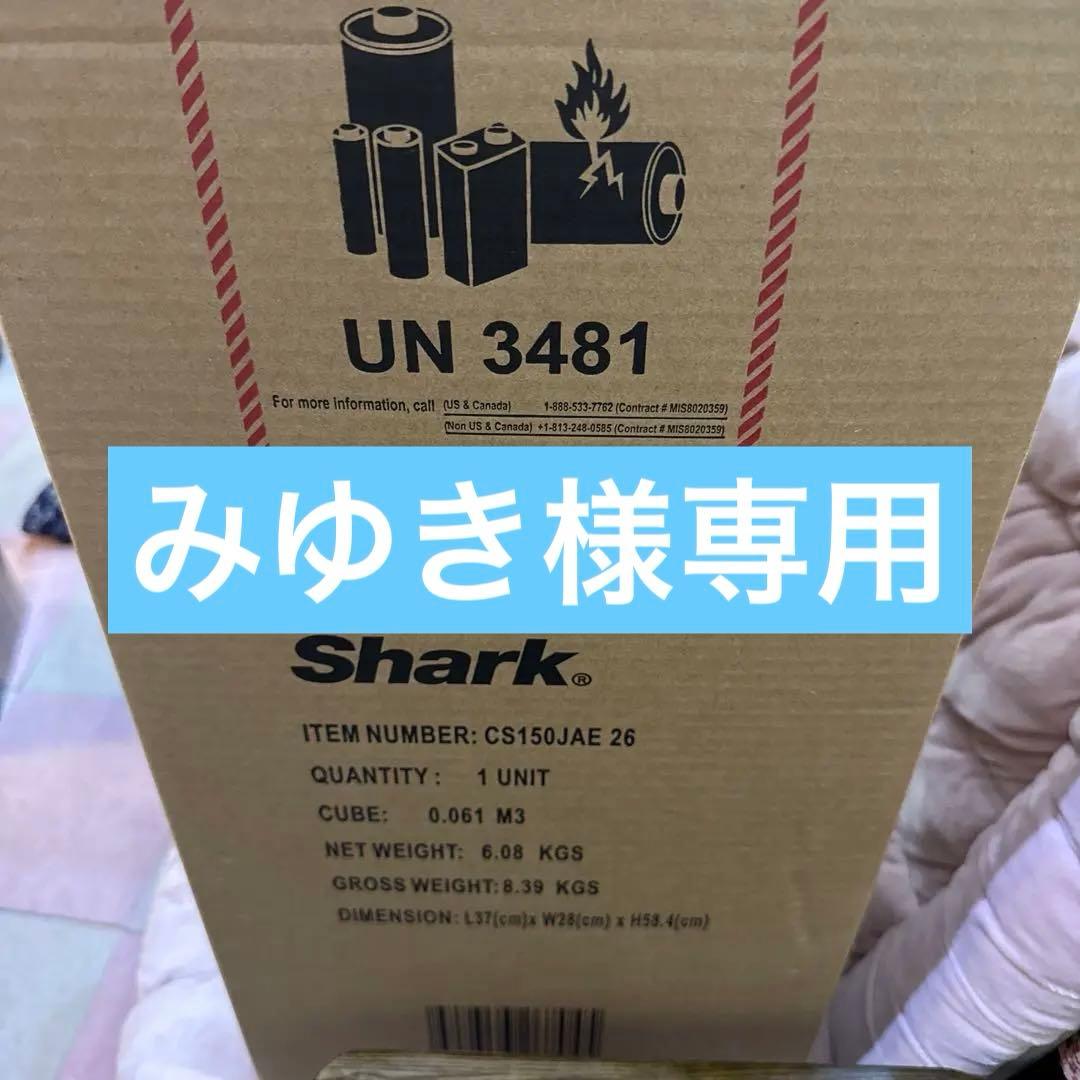 UN 3481
For more information, call (US & Canada) 1-888-533-7762 (Contract # MIS8020359)
(Non US & Canada) +1-813-248-0585 (Contract # MIS8020359)
みゆき様専用
Shark®
ITEM NUMBER: CS150JAE 26
QUANTITY: 1 UNIT
CUBE: 0.061 M3
NET WEIGHT: 6.08 KGS
GROSS WEIGHT: 8.39 KGS
DIMENSION: L37(cm)x W28(cm) x H58.4(cm)